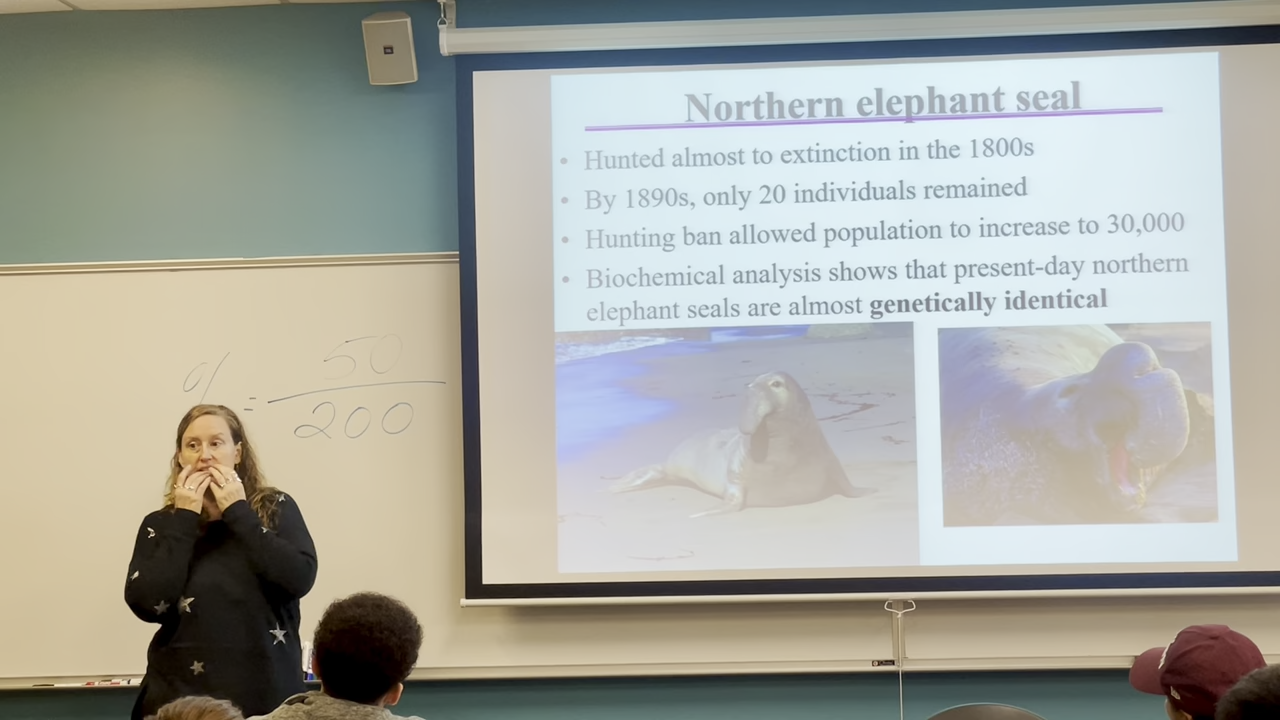 Northern elephant seal
• Hunted almost to extinction in the 1800s
• By 1890s, only 20 individuals remained
• Hunting ban allowed population to increase to 30,000
• Biochemical analysis shows that present-day northern
elephant seals are almost genetically identical
% = 50
200